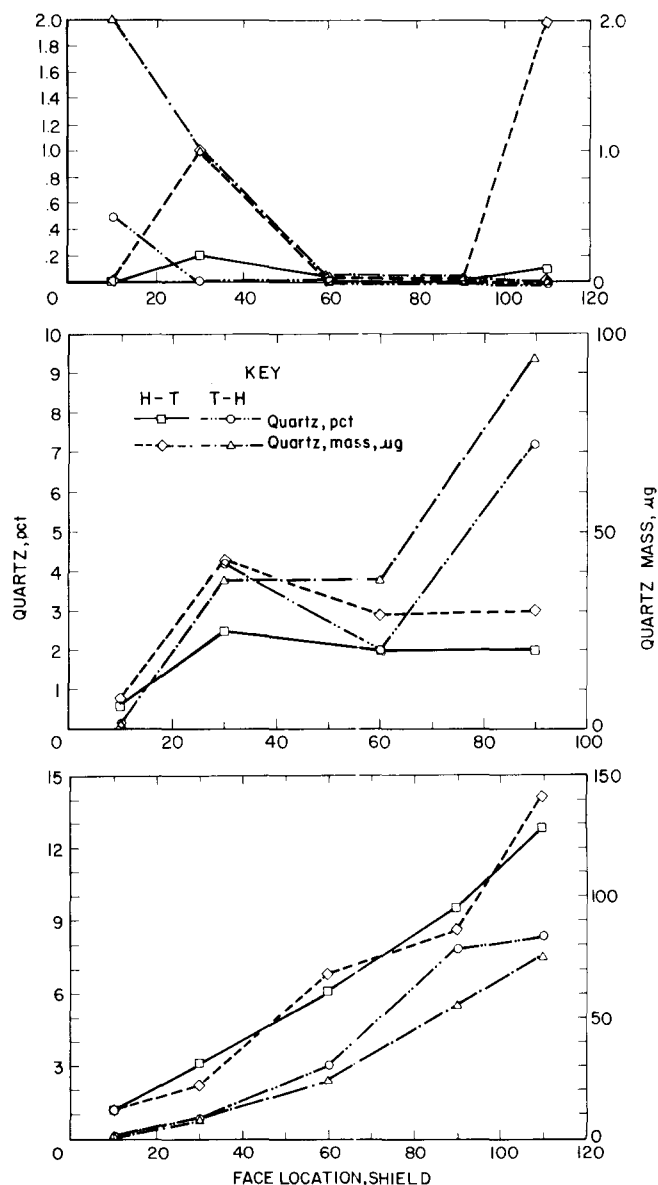 2.0 2.0
1.8
1.6
1.4
1.2
1.0 1.0
.8
.6
.4
.2
0
0 20 40 60 80 100 120
10 100
9
8
7
6
5 50
4
3
2
1
0
0 20 40 60 80 100
KEY
H-T T-H
Quartz, pct
Quartz, mass, µg
QUARTZ, pct
QUARTZ MASS, µg
15 150
12
9 100
6
50
3
0
0 20 40 60 80 100 120
FACE LOCATION, SHIELD